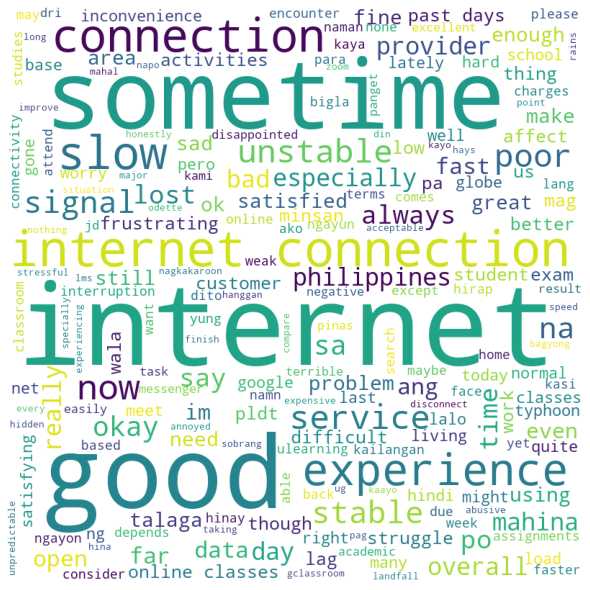 may dri inconvenience encounter fine past days please
long connection naman none excellent
studies mahal kaya enough rains
napo zoom para lately hard school
base area activities provider thing
sometime
improve honestly panget bigla charges point
connectivity gone attend disappointed din kayo hays make
slow sad unstable low well affect us poor
worry pero kami especially pa fast globe lang
situation major odette terms comes mag
signal lost bad satisfied great
ok minsan always better
jd frustrating online ako ngayun
nothing acceptable
internet connection
stressful lms nagkakaroon weak
still customer hanggan philippines student exam
specially experiencing interruption dito negative except hirap result
classroom want yung pinas speed
wala sa na bagyong
internet
net task compare search home
finish terrible maybe today normal kasi
now say google problem ang
every messenger expensive disconnect
hidden easily meet namn im pldt last face work classes
really based annoyed service time typhoon
okay need difficult living lalo yet even quite
sobrang ulearning kailangan
satisfying able back ug kaayo hindi might using
good experience
unpredictable talaga hinay though stable mahina
ngayon ng taking right pag due abusive week assignments
hina depends struggle po
open far data day academic overall load
consider online classes lag gclassroom many landfall faster